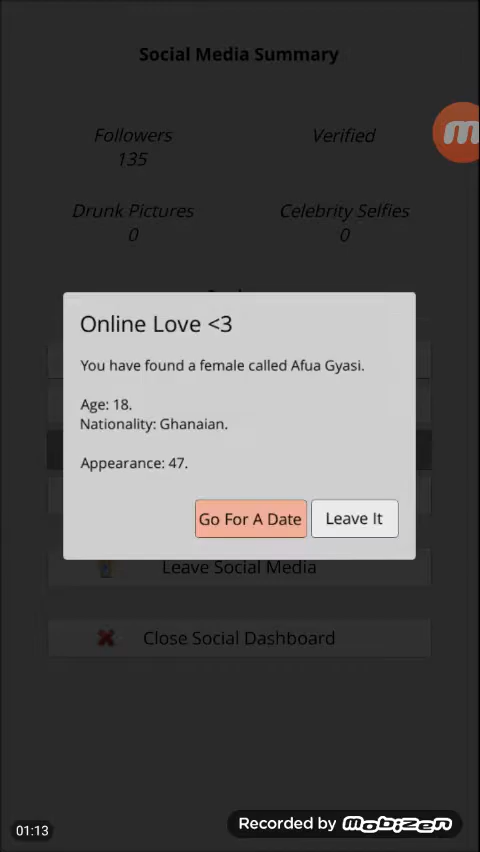 Social Media Summary
Followers
Verified
135
Drunk Pictures
Celebrity Selfies
0
0
Online Love <3
You have found a female called Afua Gyasi.
Age: 18.
Nationality: Ghanaian.
Appearance: 47.
Go For A Date
Leave It
Leave Social Media
Close Social Dashboard
01:13
Recorded by Mobizen